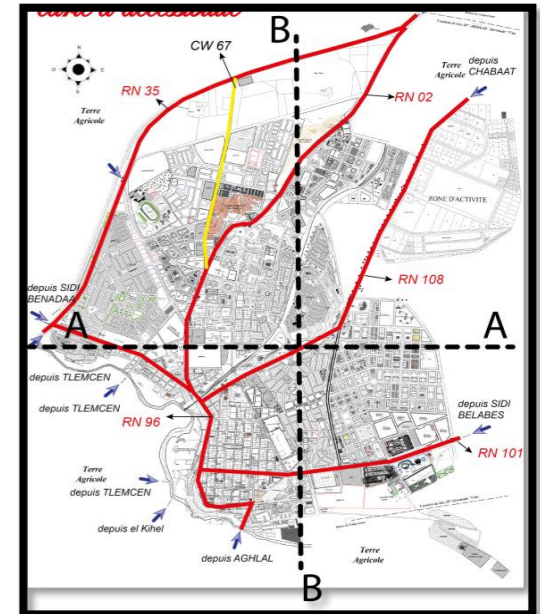 carte d'accessibilité
B
CW 67
RN 35
Terre
Agricole
RN 02
Terre
Agricole
depuis
CHABAAT
N
O
E
S
ZONE D'ACTIVITE
RN 108
depuis SIDI
BENADAA
A
A
depuis TLEMCEN
depuis TLEMCEN
RN 96
depuis SIDI
BELABES
RN 101
Terre
Agricole
depuis TLEMCEN
depuis el Kihel
depuis AGHLAL
Terre
Agricole
B